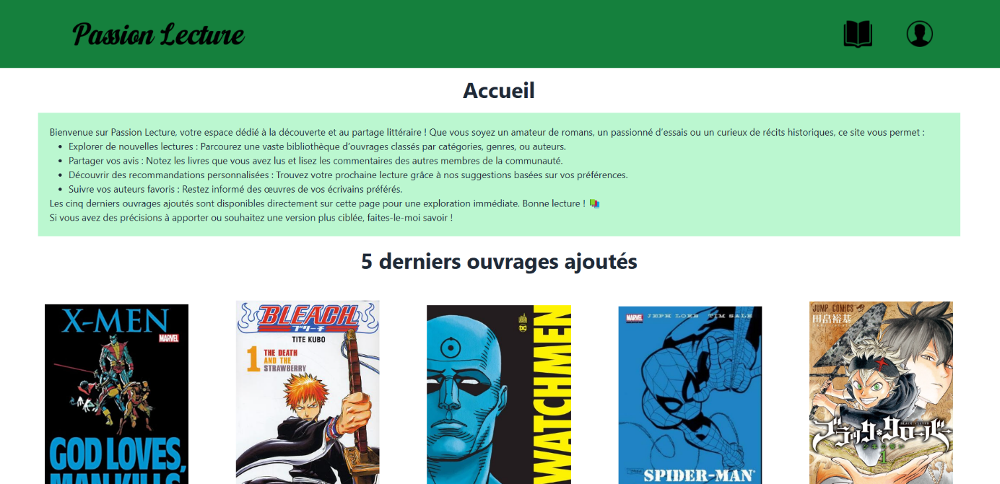 Passion Lecture
Accueil
Bienvenue sur Passion Lecture, votre espace dédié à la découverte et au partage littéraire ! Que vous soyez un amateur de romans, un passionné d'essais ou un curieux de récits historiques, ce site vous permet :
• Explorer de nouvelles lectures : Parcourez une vaste bibliothèque d'ouvrages classés par catégories, genres, ou auteurs.
• Partager vos avis : Notez les livres que vous avez lus et lisez les commentaires des autres membres de la communauté.
• Découvrir des recommandations personnalisées : Trouvez votre prochaine lecture grâce à nos suggestions basées sur vos préférences.
• Suivre vos auteurs favoris : Restez informé des œuvres de vos écrivains préférés.
Les cinq derniers ouvrages ajoutés sont disponibles directement sur cette page pour une exploration immédiate. Bonne lecture ! 📚
Si vous avez des précisions à apporter ou souhaitez une version plus ciblée, faites-le-moi savoir !
5 derniers ouvrages ajoutés
X-MEN
MARVEL
GOD LOVES,
MAN KILLS
BLEACH
ブリーチ
TITE KUBO
1 THE DEATH
AND THE
STRAWBERRY
DC
WATCHMEN
MARVEL JEPH LOEB TIM SALE
SPIDER-MAN
JUMP COMICS
田畠裕基
ブラッククローバー
1